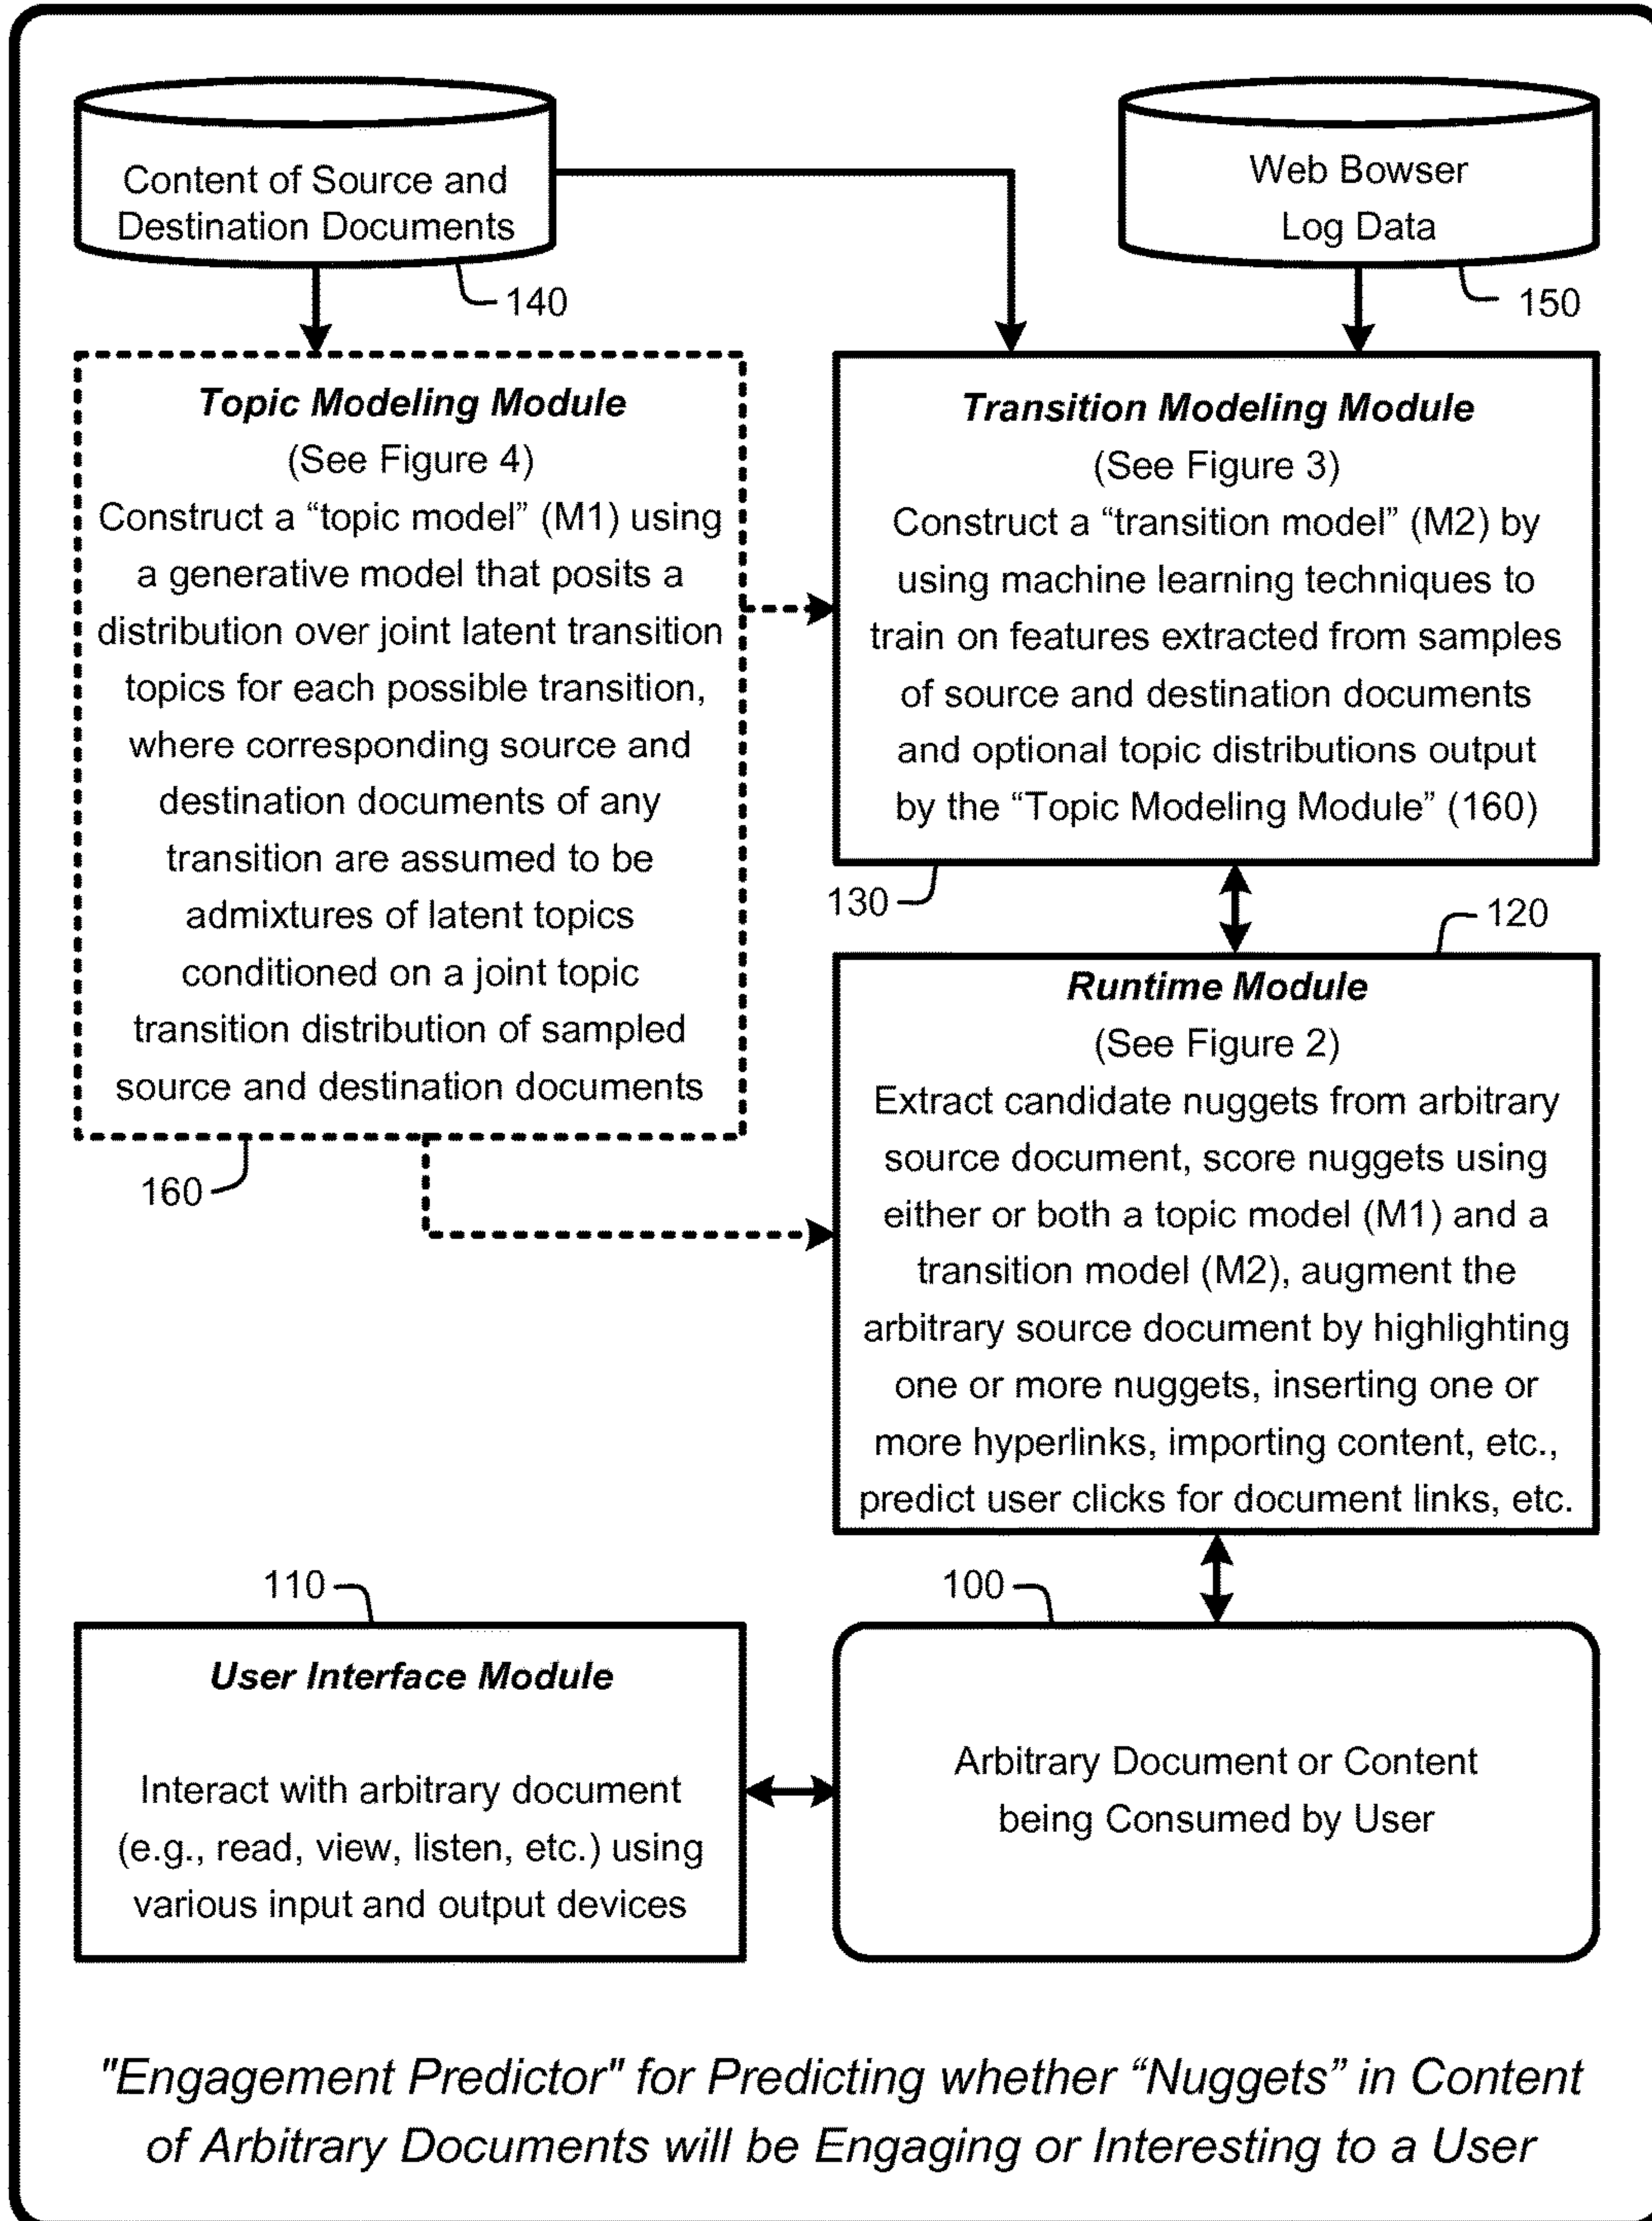 Content of Source and
Destination Documents
140
Web Bowser
Log Data
150
Topic Modeling Module
(See Figure 4)
Construct a “topic model” (M1) using
a generative model that posits a
distribution over joint latent transition
topics for each possible transition,
where corresponding source and
destination documents of any
transition are assumed to be
admixtures of latent topics
conditioned on a joint topic
transition distribution of sampled
source and destination documents
160
Transition Modeling Module
(See Figure 3)
Construct a “transition model” (M2) by
using machine learning techniques to
train on features extracted from samples
of source and destination documents
and optional topic distributions output
by the “Topic Modeling Module” (160)
130
120
Runtime Module
(See Figure 2)
Extract candidate nuggets from arbitrary
source document, score nuggets using
either or both a topic model (M1) and a
transition model (M2), augment the
arbitrary source document by highlighting
one or more nuggets, inserting one or
more hyperlinks, importing content, etc.,
predict user clicks for document links, etc.
110
User Interface Module
Interact with arbitrary document
(e.g., read, view, listen, etc.) using
various input and output devices
100
Arbitrary Document or Content
being Consumed by User
"Engagement Predictor" for Predicting whether “Nuggets” in Content
of Arbitrary Documents will be Engaging or Interesting to a User